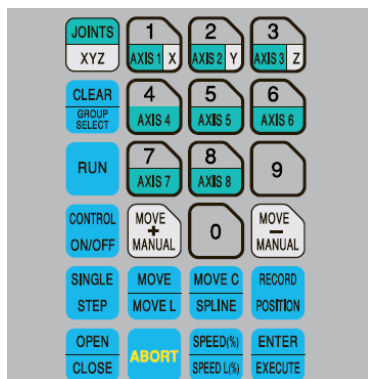 JOINTS 1 2 3
XYZ AXIS 1 X AXIS 2 Y AXIS 3 Z
CLEAR 4 5 6
GROUP
SELECT AXIS 4 AXIS 5 AXIS 6
RUN 7 8 9
AXIS 7 AXIS 8
CONTROL MOVE 0 MOVE
+ −
ON/OFF MANUAL MANUAL
SINGLE MOVE MOVE C RECORD
STEP MOVE L SPLINE POSITION
OPEN ABORT SPEED(%) ENTER
CLOSE SPEED L(%) EXECUTE